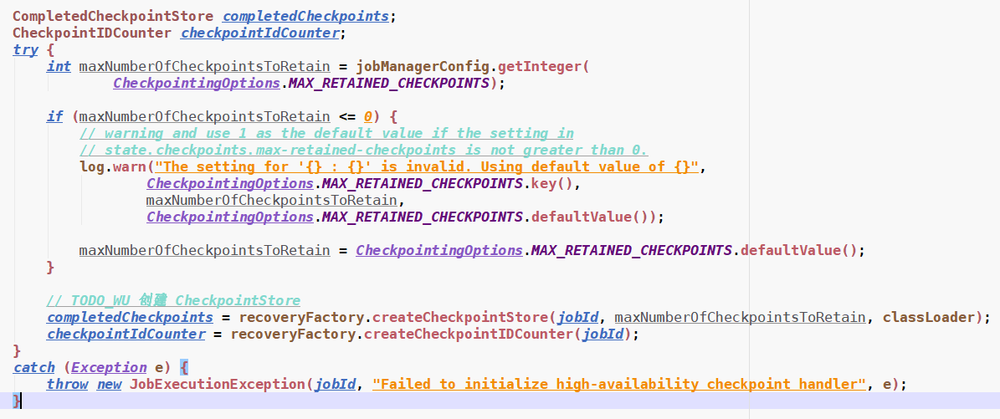 CompletedCheckpointStore completedCheckpoints;
CheckpointIDCounter checkpointIdCounter;
try {
    int maxNumberOfCheckpointsToRetain = jobManagerConfig.getInteger(
            CheckpointingOptions.MAX_RETAINED_CHECKPOINTS);

    if (maxNumberOfCheckpointsToRetain <= 0) {
        // warning and use 1 as the default value if the setting in
        // state.checkpoints.max-retained-checkpoints is not greater than 0.
        log.warn("The setting for '{} : {}' is invalid. Using default value of {}",
                CheckpointingOptions.MAX_RETAINED_CHECKPOINTS.key(),
                maxNumberOfCheckpointsToRetain,
                CheckpointingOptions.MAX_RETAINED_CHECKPOINTS.defaultValue());

        maxNumberOfCheckpointsToRetain = CheckpointingOptions.MAX_RETAINED_CHECKPOINTS.defaultValue();
    }

    // TODO_WU 创建 CheckpointStore
    completedCheckpoints = recoveryFactory.createCheckpointStore(jobId, maxNumberOfCheckpointsToRetain, classLoader);
    checkpointIdCounter = recoveryFactory.createCheckpointIDCounter(jobId);
}
catch (Exception e) {
    throw new JobExecutionException(jobId, "Failed to initialize high-availability checkpoint handler", e);
}